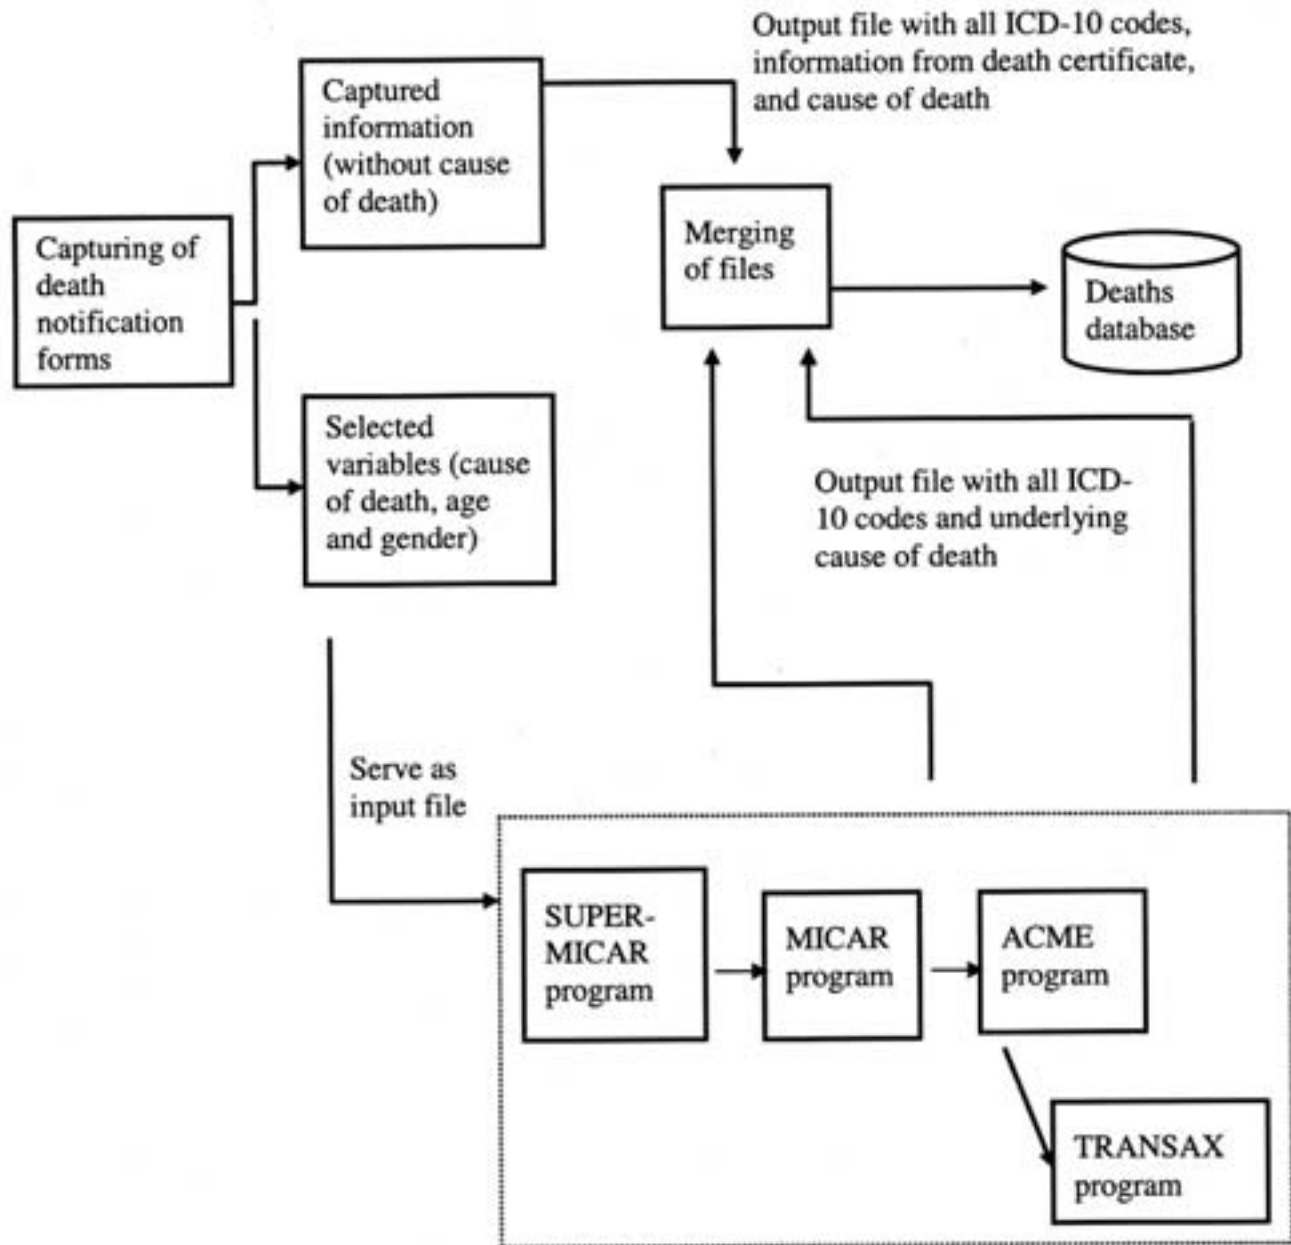 Output file with all ICD-10 codes,
information from death certificate,
and cause of death
Captured
information
(without cause
of death)
Capturing of
death
notification
forms
Merging
of files
Deaths
database
Selected
variables (cause
of death, age
and gender)
Output file with all ICD-
10 codes and underlying
cause of death
Serve as
input file
SUPER-
MICAR
program
MICAR
program
ACME
program
TRANSAX
program